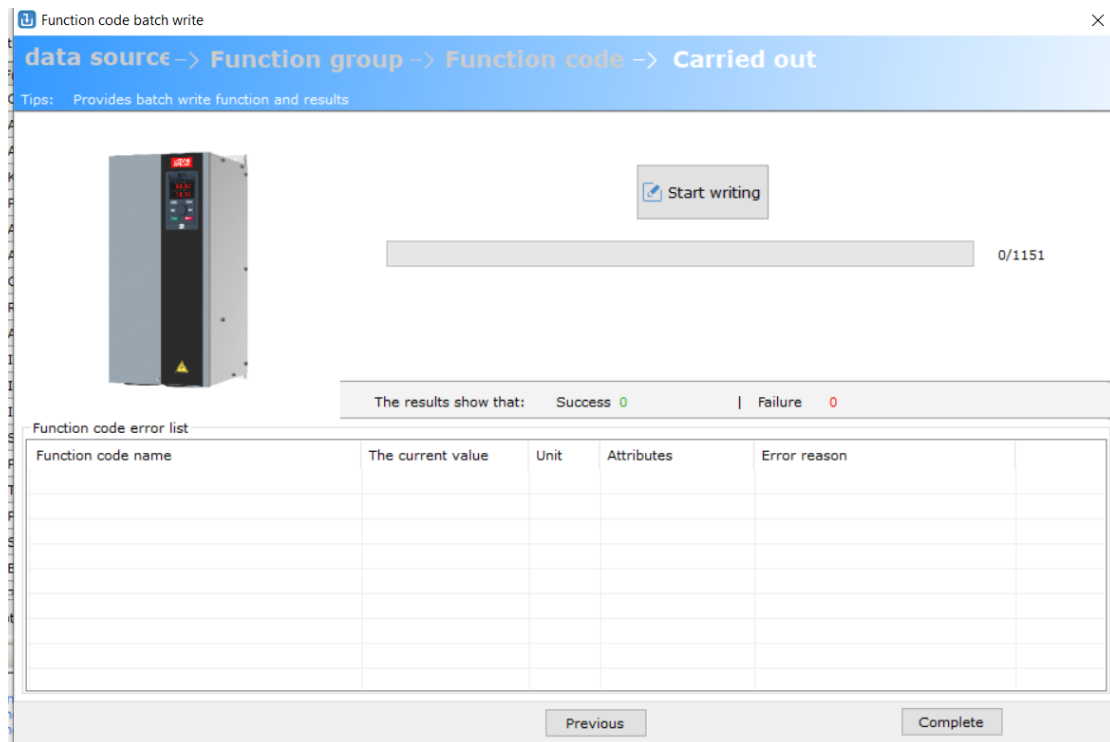 Function code batch write
data source -> Function group -> Function code -> Carried out
Tips: Provides batch write function and results
Start writing
0/1151
The results show that: Success 0 | Failure 0
Function code error list
Function code name The current value Unit Attributes Error reason
Previous Complete